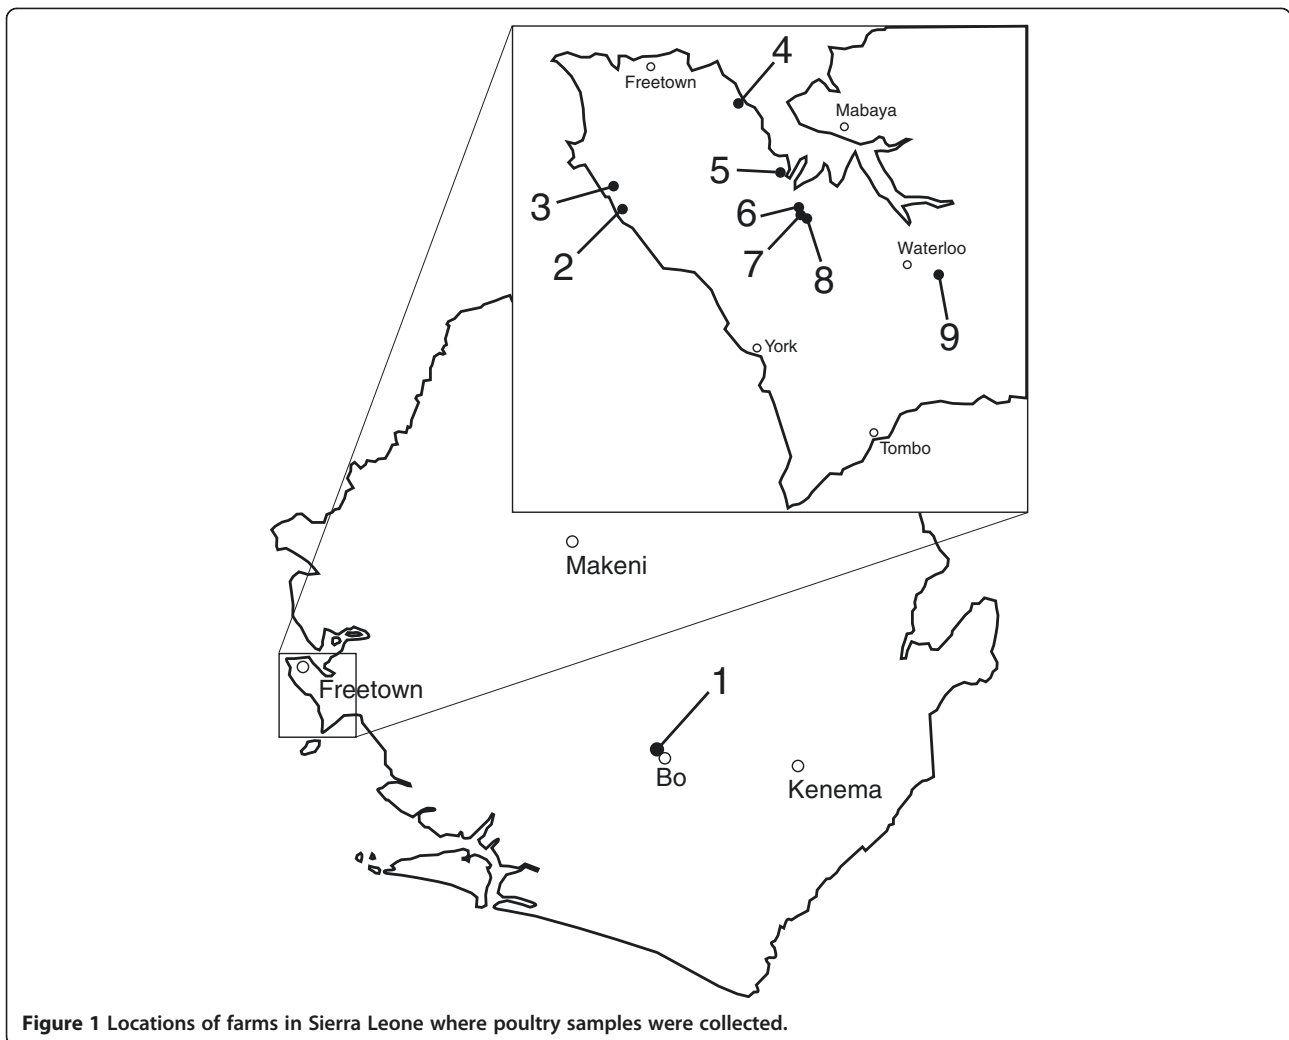 4
Freetown
Mabaya
5
3
6
2
7
8
Waterloo
9
York
Tombo
Makeni
Freetown
1
Bo
Kenema
Figure 1 Locations of farms in Sierra Leone where poultry samples were collected.